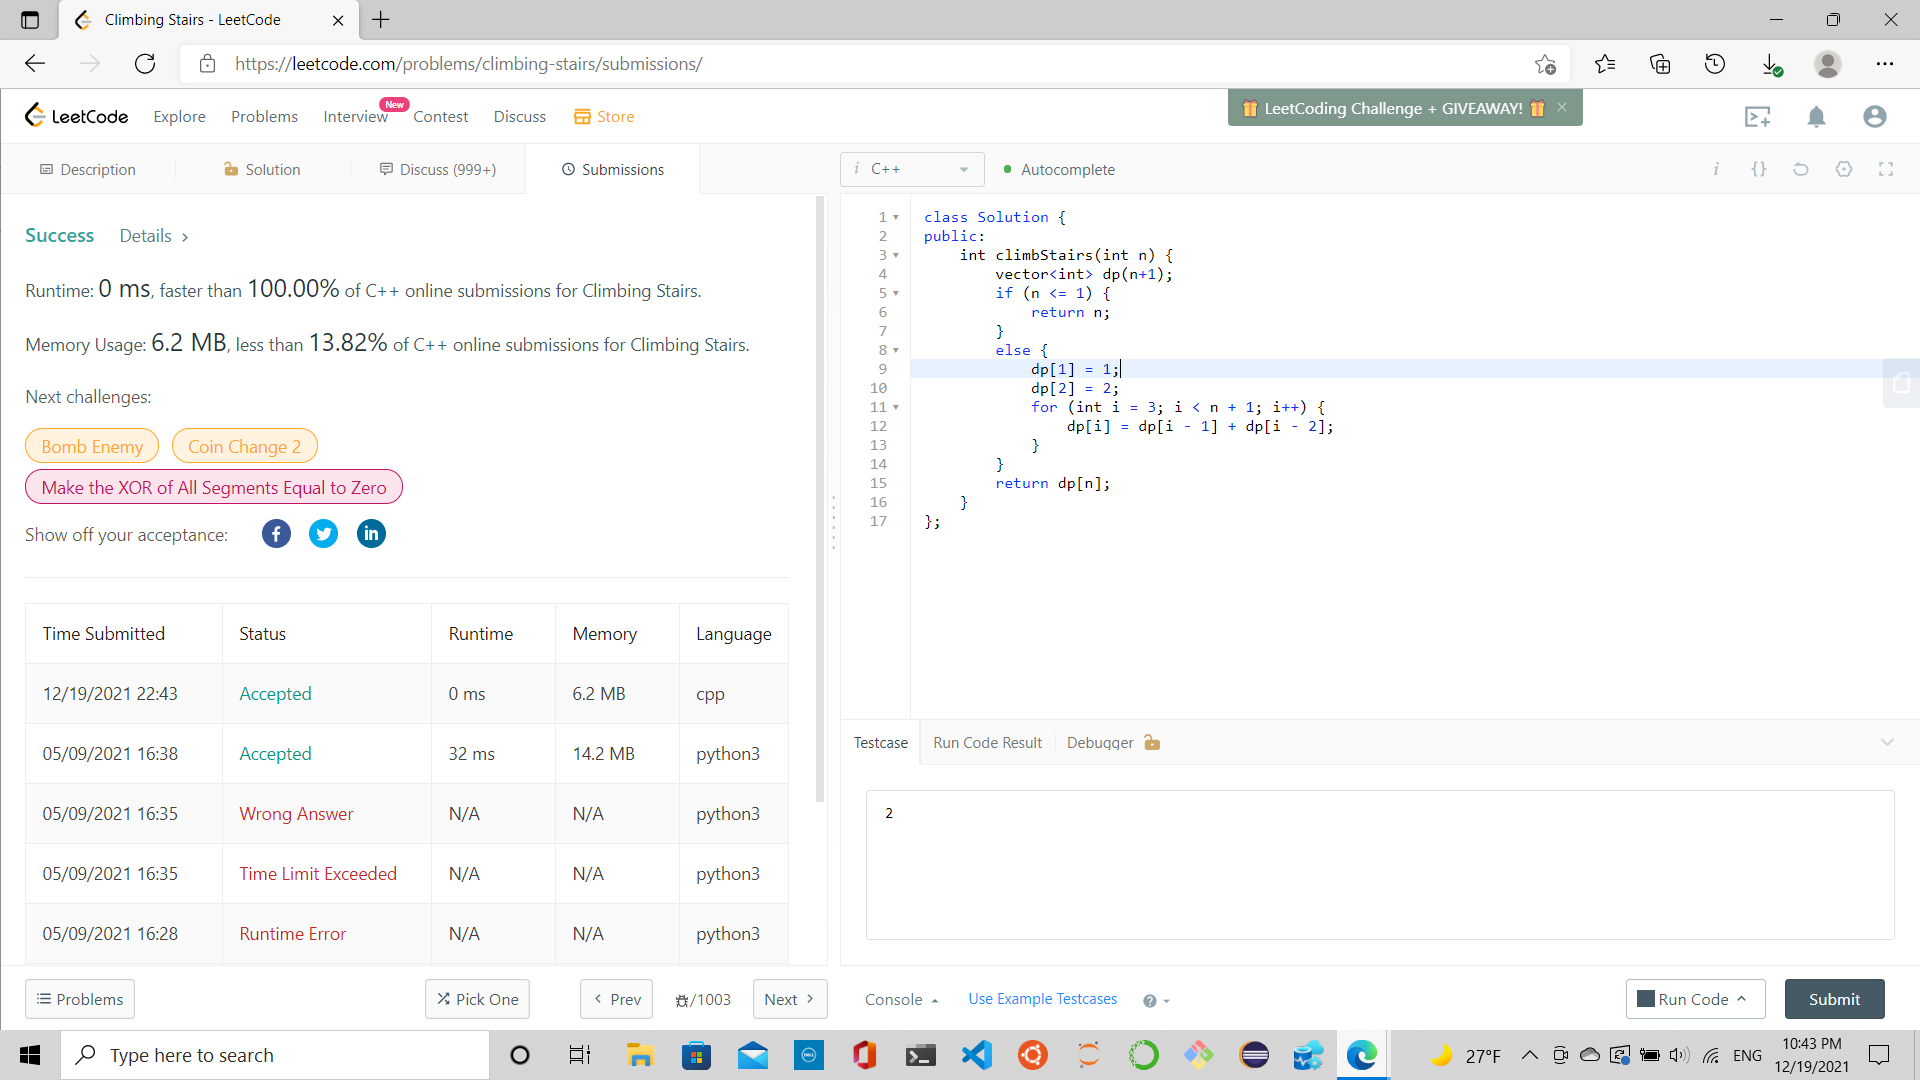 Climbing Stairs - LeetCode
https://leetcode.com/problems/climbing-stairs/submissions/
LeetCode
Explore
Problems
Interview
New
Contest
Discuss
Store
LeetCoding Challenge + GIVEAWAY!
Description
Solution
Discuss (999+)
Submissions
Success
Details
Runtime: 0 ms, faster than 100.00% of C++ online submissions for Climbing Stairs.
Memory Usage: 6.2 MB, less than 13.82% of C++ online submissions for Climbing Stairs.
Next challenges:
Bomb Enemy
Coin Change 2
Make the XOR of All Segments Equal to Zero
Show off your acceptance:
Time Submitted Status Runtime Memory Language
12/19/2021 22:43 Accepted 0 ms 6.2 MB cpp
05/09/2021 16:38 Accepted 32 ms 14.2 MB python3
05/09/2021 16:35 Wrong Answer N/A N/A python3
05/09/2021 16:35 Time Limit Exceeded N/A N/A python3
05/09/2021 16:28 Runtime Error N/A N/A python3
Problems
Pick One
Prev
/1003
Next
i C++
Autocomplete
1 class Solution {
2 public:
3     int climbStairs(int n) {
4         vector<int> dp(n+1);
5         if (n <= 1) {
6             return n;
7         }
8         else {
9             dp[1] = 1;
10             dp[2] = 2;
11             for (int i = 3; i < n + 1; i++) {
12                 dp[i] = dp[i - 1] + dp[i - 2];
13             }
14         }
15         return dp[n];
16     }
17 };
Testcase
Run Code Result
Debugger
2
Console
Use Example Testcases
Run Code
Submit
Type here to search
DELL
27°F
ENG
10:43 PM
12/19/2021